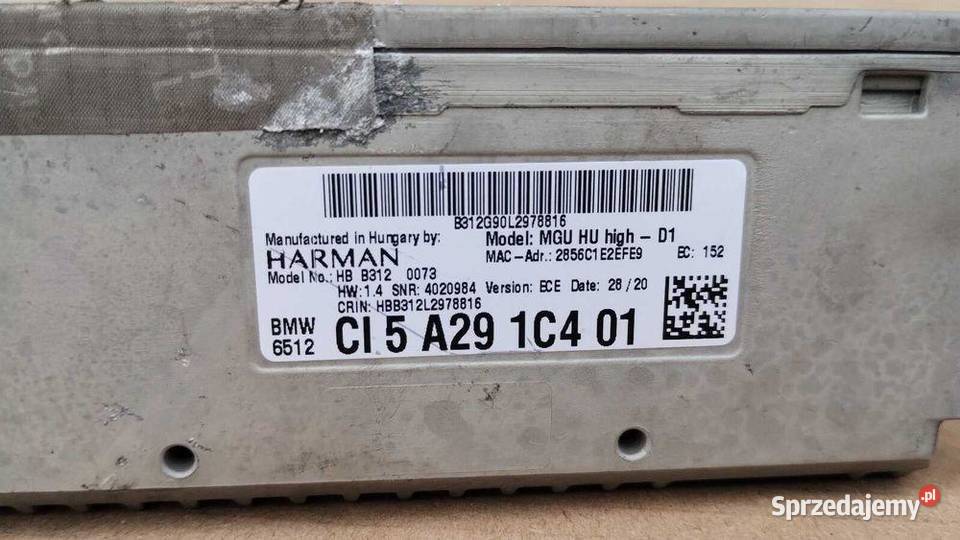 B312G90L2978816
Manufactured in Hungary by:
HARMAN
Model: MGU HU high – D1
MAC–Adr.: 2856C1E2EFE9 EC: 152
Model No.: HB B312 0073
HW: 1.4 SNR: 4020984 Version: ECE Date: 28/20
CRIN: HBB312L2978816
BMW
6512
CI 5 A29 1C4 01
Sprzedajemy.pl